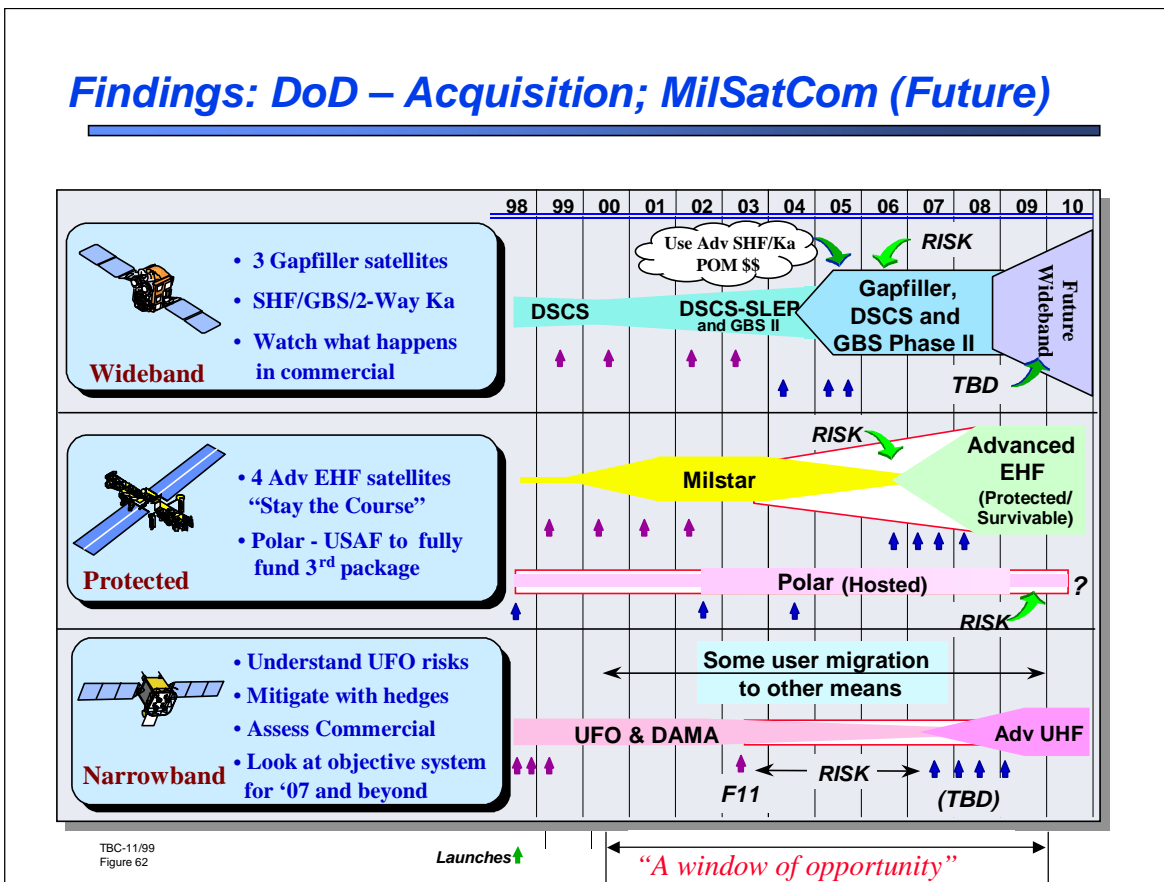 Findings: DoD – Acquisition; MilSatCom (Future)
98 99 00 01 02 03 04 05 06 07 08 09 10
• 3 Gapfiller satellites
• SHF/GBS/2-Way Ka
• Watch what happens
in commercial
Wideband
Use Adv SHF/Ka
POM $$
RISK
DSCS
DSCS-SLEP
and GBS II
Gapfiller,
DSCS and
GBS Phase II
Future
Wideband
TBD
• 4 Adv EHF satellites
“Stay the Course”
• Polar - USAF to fully
fund 3rd package
Protected
RISK
Milstar
Advanced
EHF
(Protected/
Survivable)
Polar (Hosted)
?
RISK
• Understand UFO risks
• Mitigate with hedges
• Assess Commercial
• Look at objective system
for ‘07 and beyond
Narrowband
Some user migration
to other means
UFO & DAMA
Adv UHF
F11
RISK
(TBD)
TBC-11/99
Figure 62
Launches
“A window of opportunity”